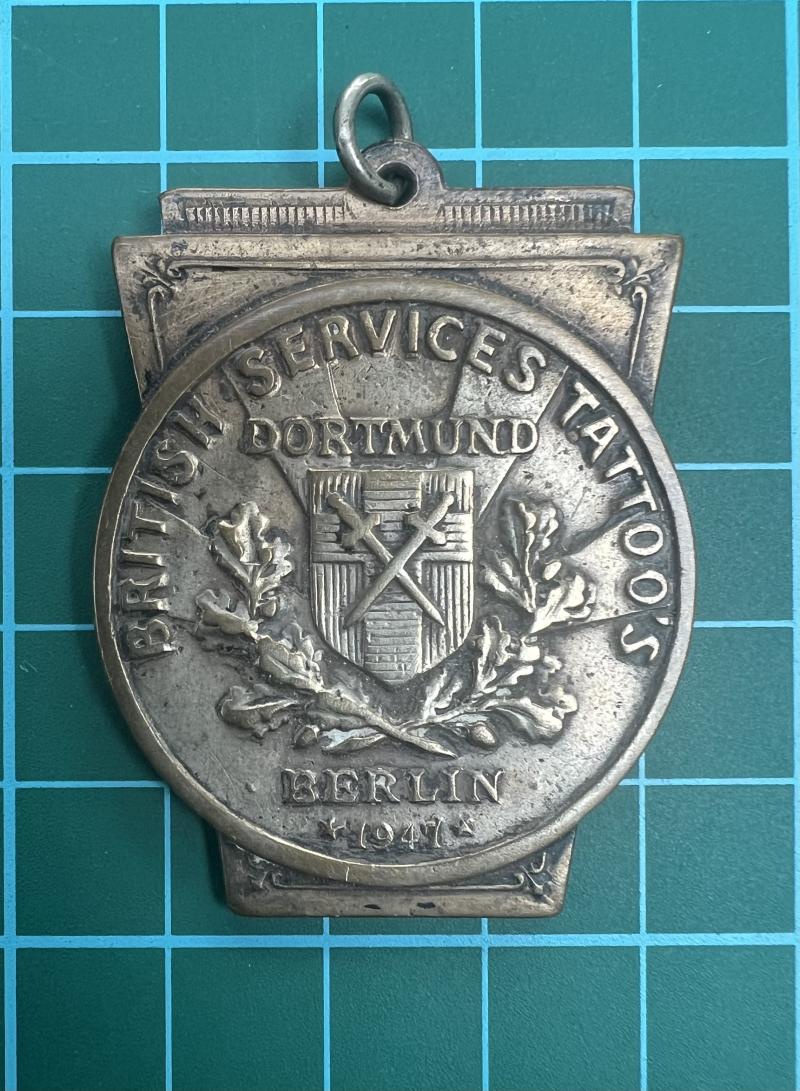 BRITISH SERVICES TATTOO'S
DORTMUND
BERLIN
★ 1947 ★